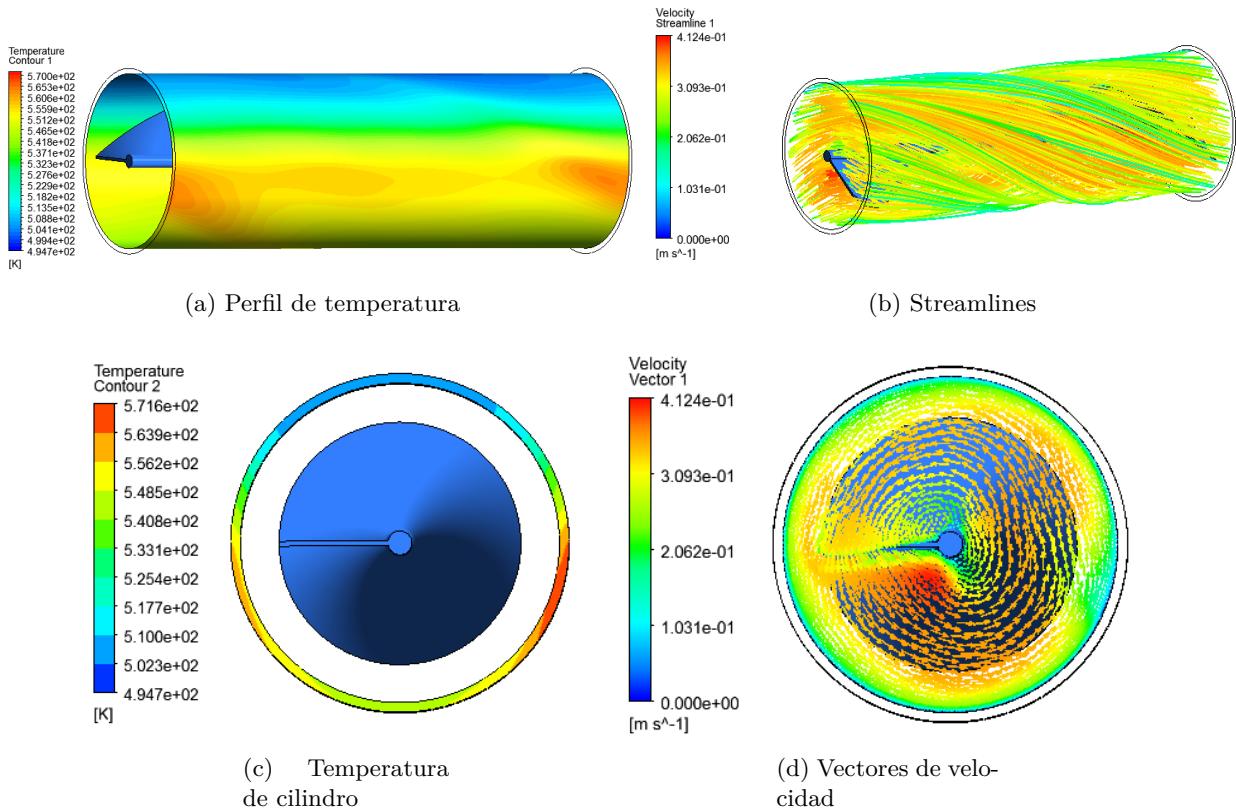 Temperature
Contour 1
5.700e+02
5.653e+02
5.606e+02
5.559e+02
5.512e+02
5.465e+02
5.418e+02
5.371e+02
5.323e+02
5.276e+02
5.229e+02
5.182e+02
5.135e+02
5.088e+02
5.041e+02
4.994e+02
4.947e+02
[K]
(a) Perfil de temperatura
Velocity
Streamline 1
4.124e-01
3.093e-01
2.062e-01
1.031e-01
0.000e+00
[m s^-1]
(b) Streamlines
Temperature
Contour 2
5.716e+02
5.639e+02
5.562e+02
5.485e+02
5.408e+02
5.331e+02
5.254e+02
5.177e+02
5.100e+02
5.023e+02
4.947e+02
[K]
(c) Temperatura
de cilindro
Velocity
Vector 1
4.124e-01
3.093e-01
2.062e-01
1.031e-01
0.000e+00
[m s^-1]
(d) Vectores de velo-
cidad